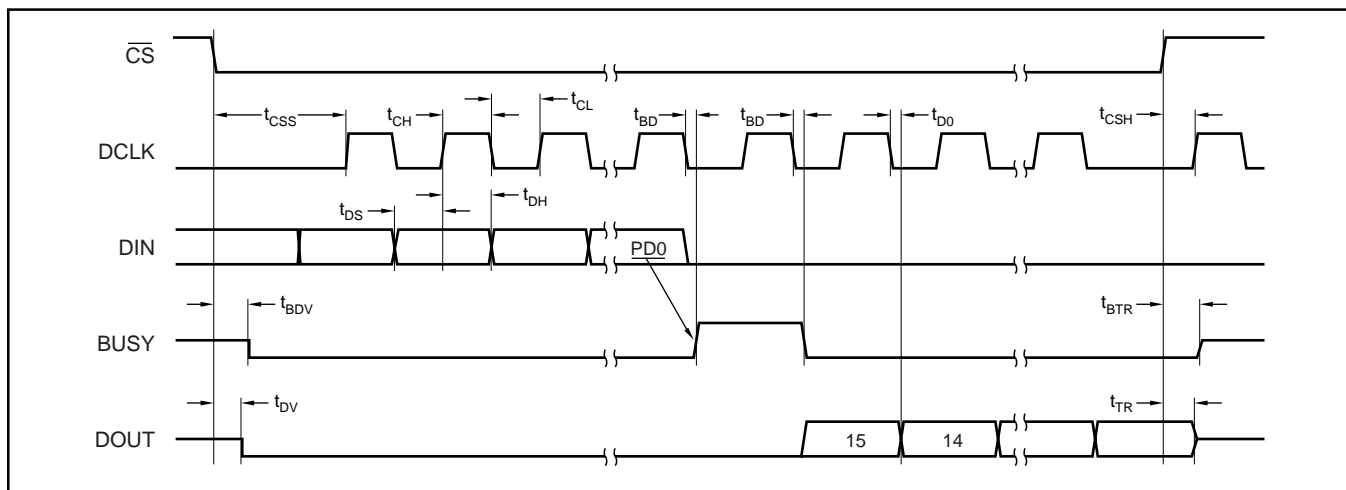 CS
tCSS
tCH
tCL
tBD
tBD
tD0
tCSH
DCLK
tDS
tDH
DIN
PD0
tBDV
tBTR
BUSY
tDV
tTR
DOUT
15
14